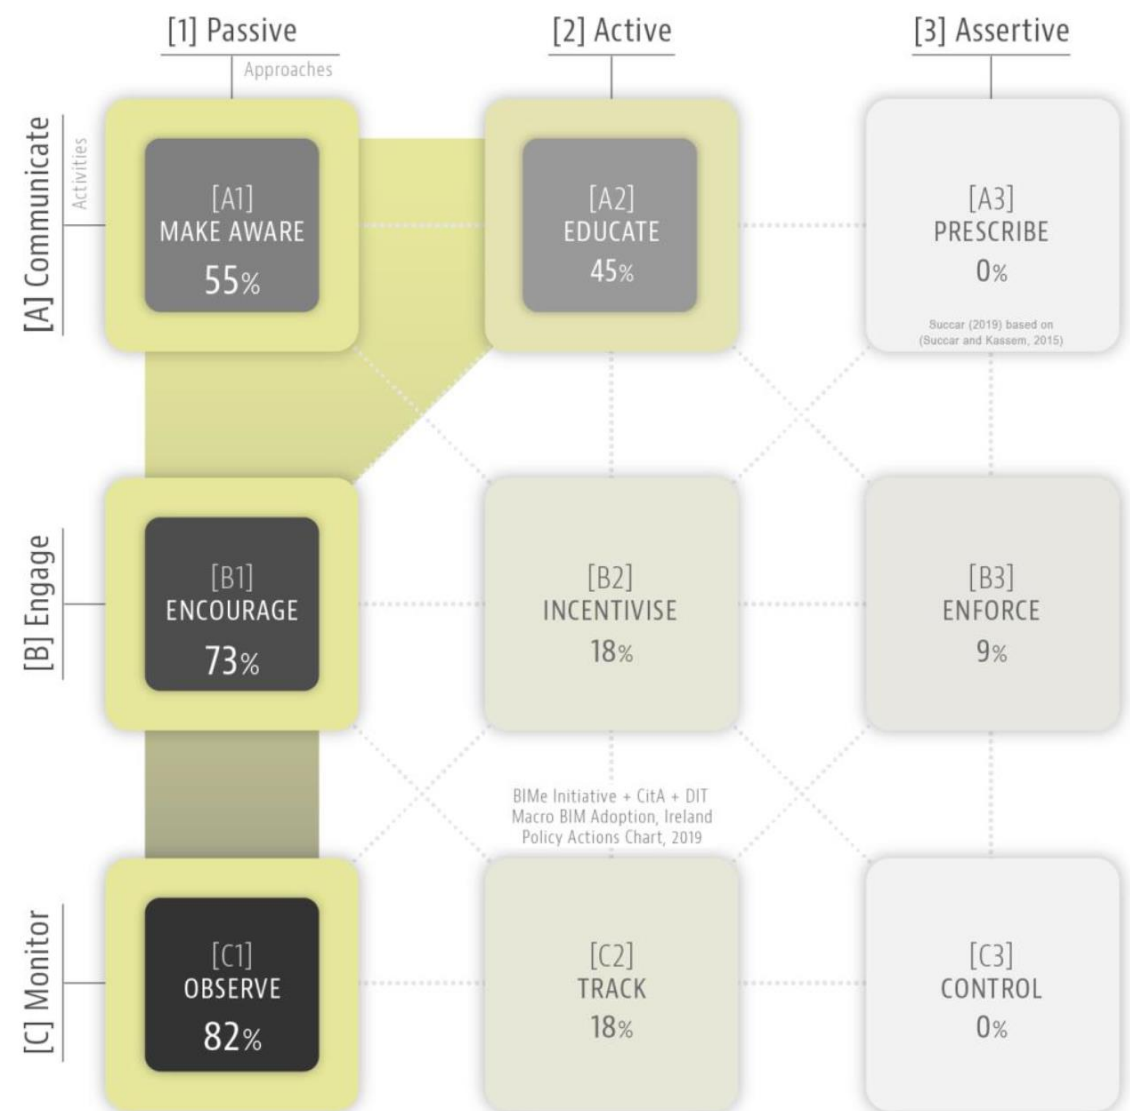 [1] Passive
[2] Active
[3] Assertive
Approaches
[A] Communicate
Activities
[A1]
MAKE AWARE
55%
[A2]
EDUCATE
45%
[A3]
PRESCRIBE
0%
Succar (2019) based on
(Succar and Kassem, 2015)
[B] Engage
[B1]
ENCOURAGE
73%
[B2]
INCENTIVISE
18%
[B3]
ENFORCE
9%
BIMe Initiative + CitA + DIT
Macro BIM Adoption, Ireland
Policy Actions Chart, 2019
[C] Monitor
[C1]
OBSERVE
82%
[C2]
TRACK
18%
[C3]
CONTROL
0%